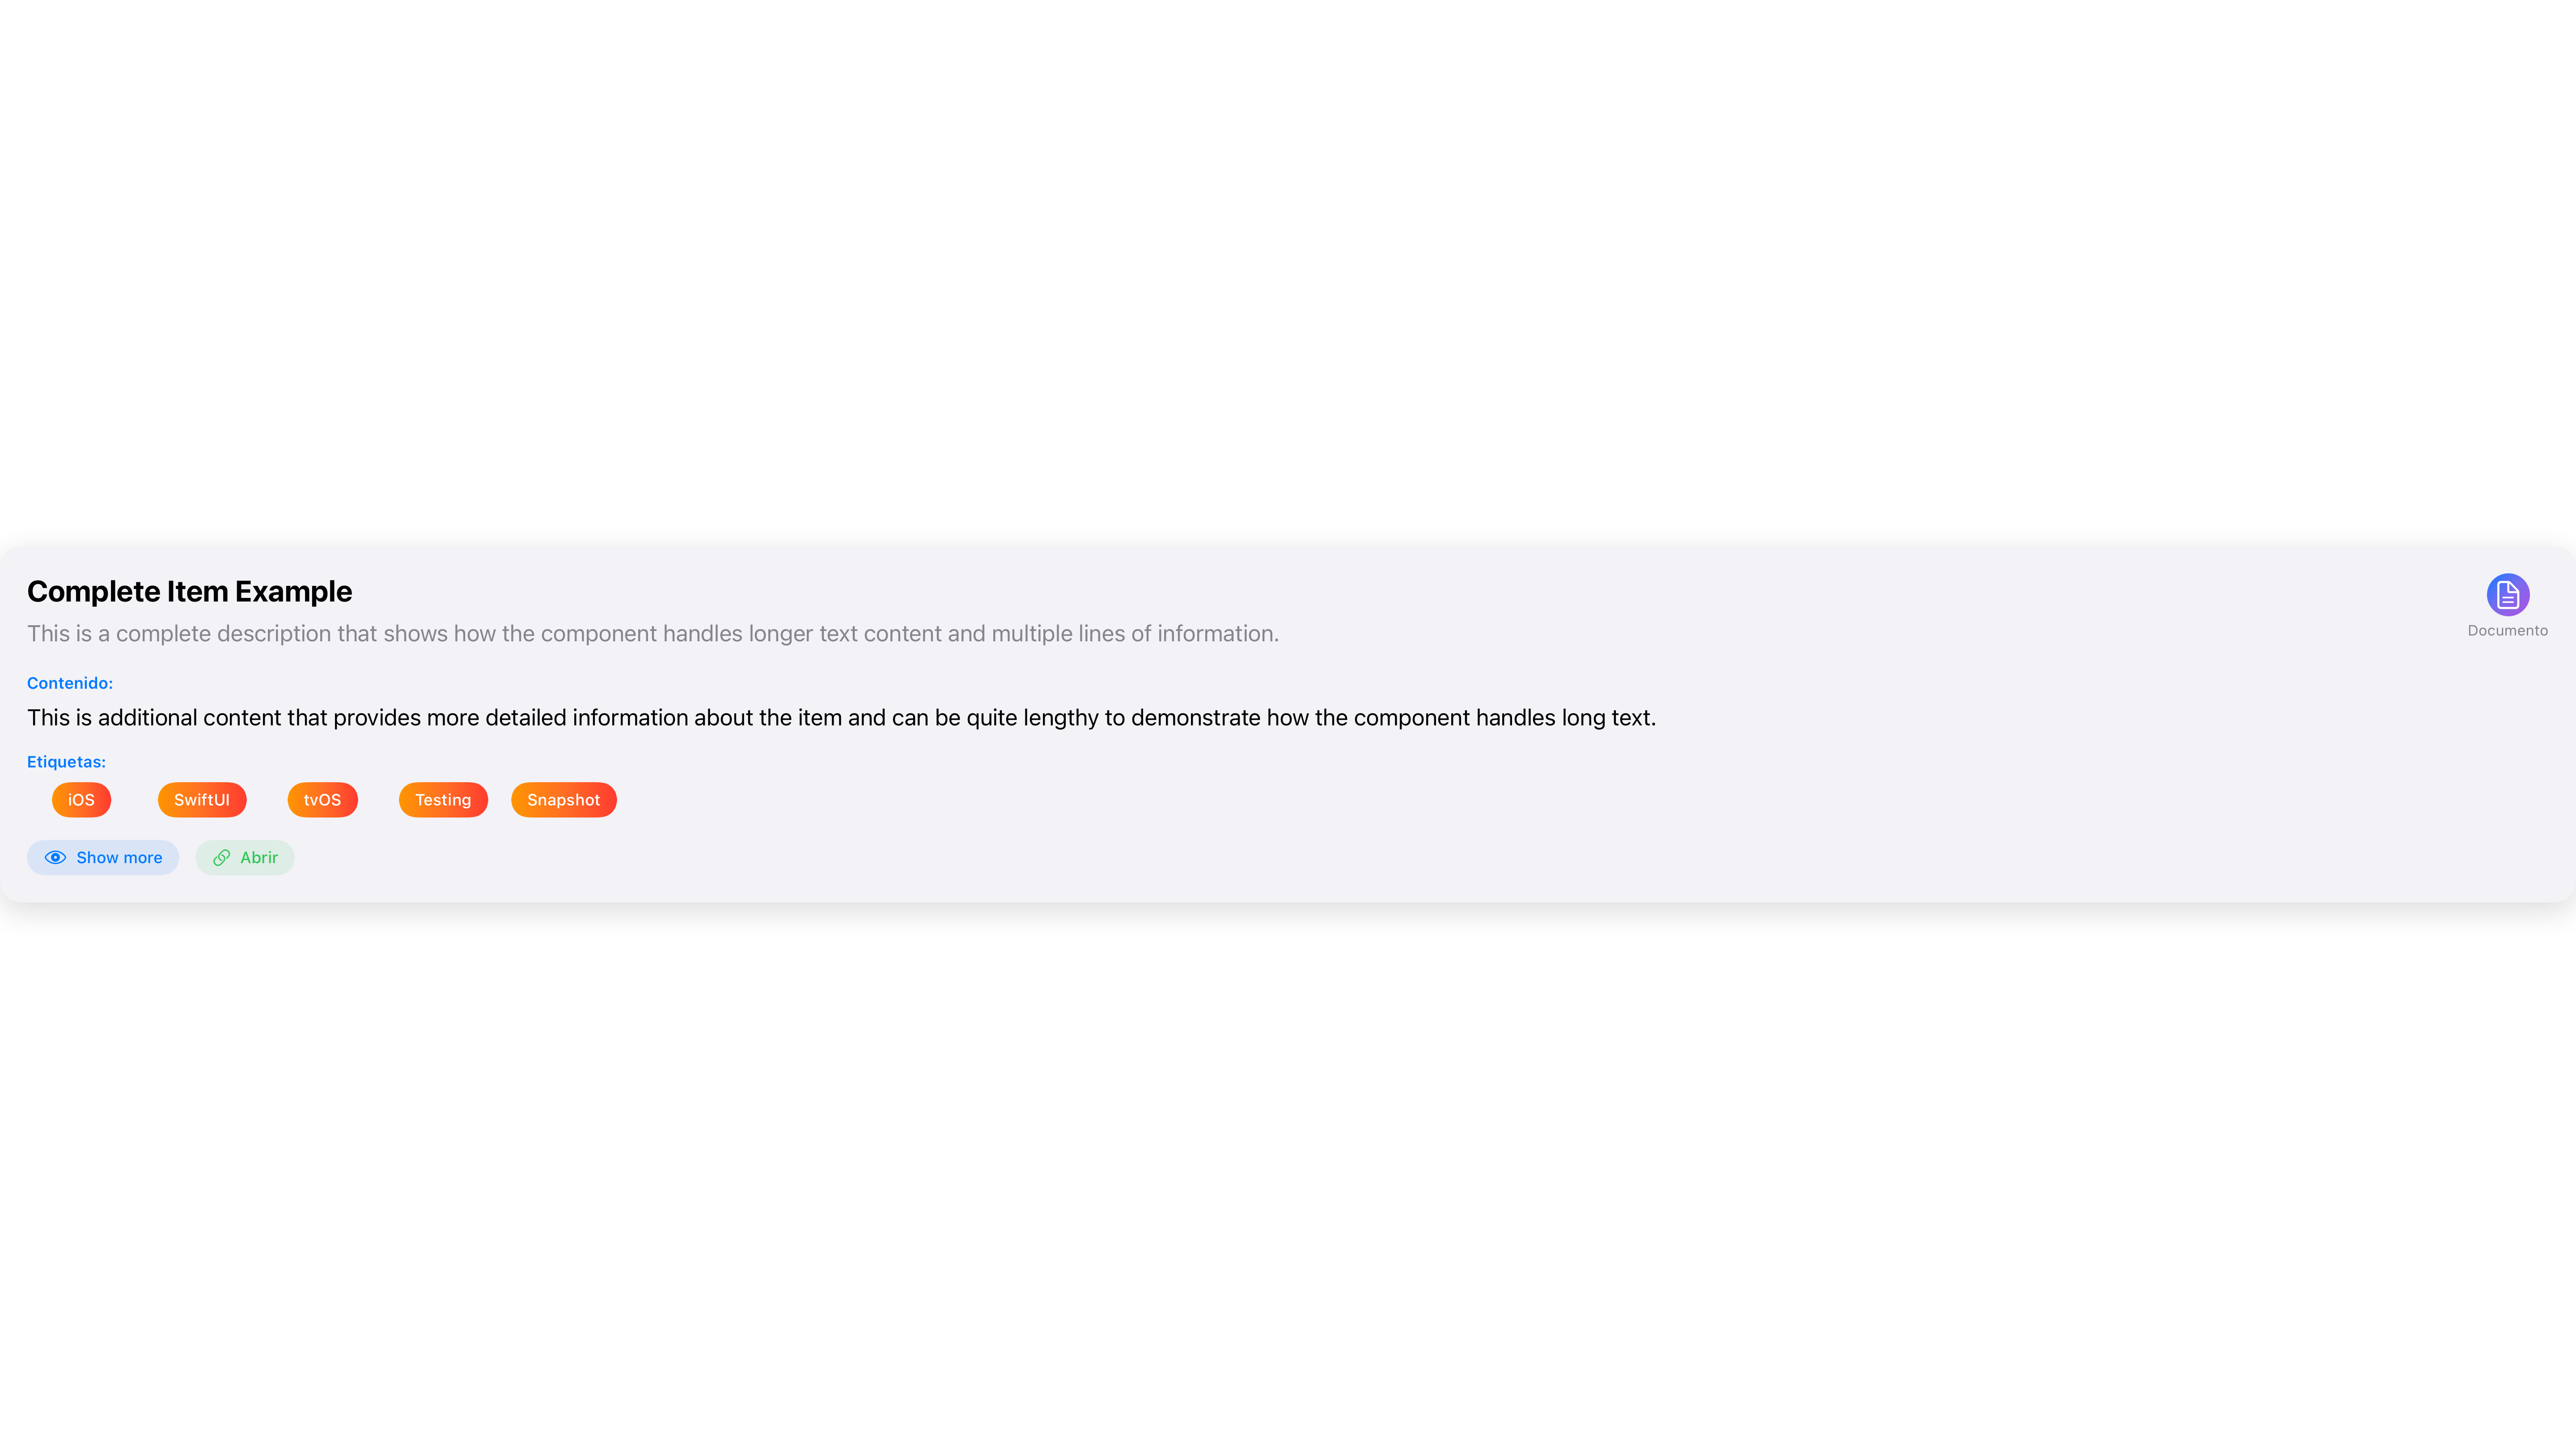 Complete Item Example
Documento
This is a complete description that shows how the component handles longer text content and multiple lines of information.
Contenido:
This is additional content that provides more detailed information about the item and can be quite lengthy to demonstrate how the component handles long text.
Etiquetas:
iOS SwiftUI tvOS Testing Snapshot
Show more Abrir